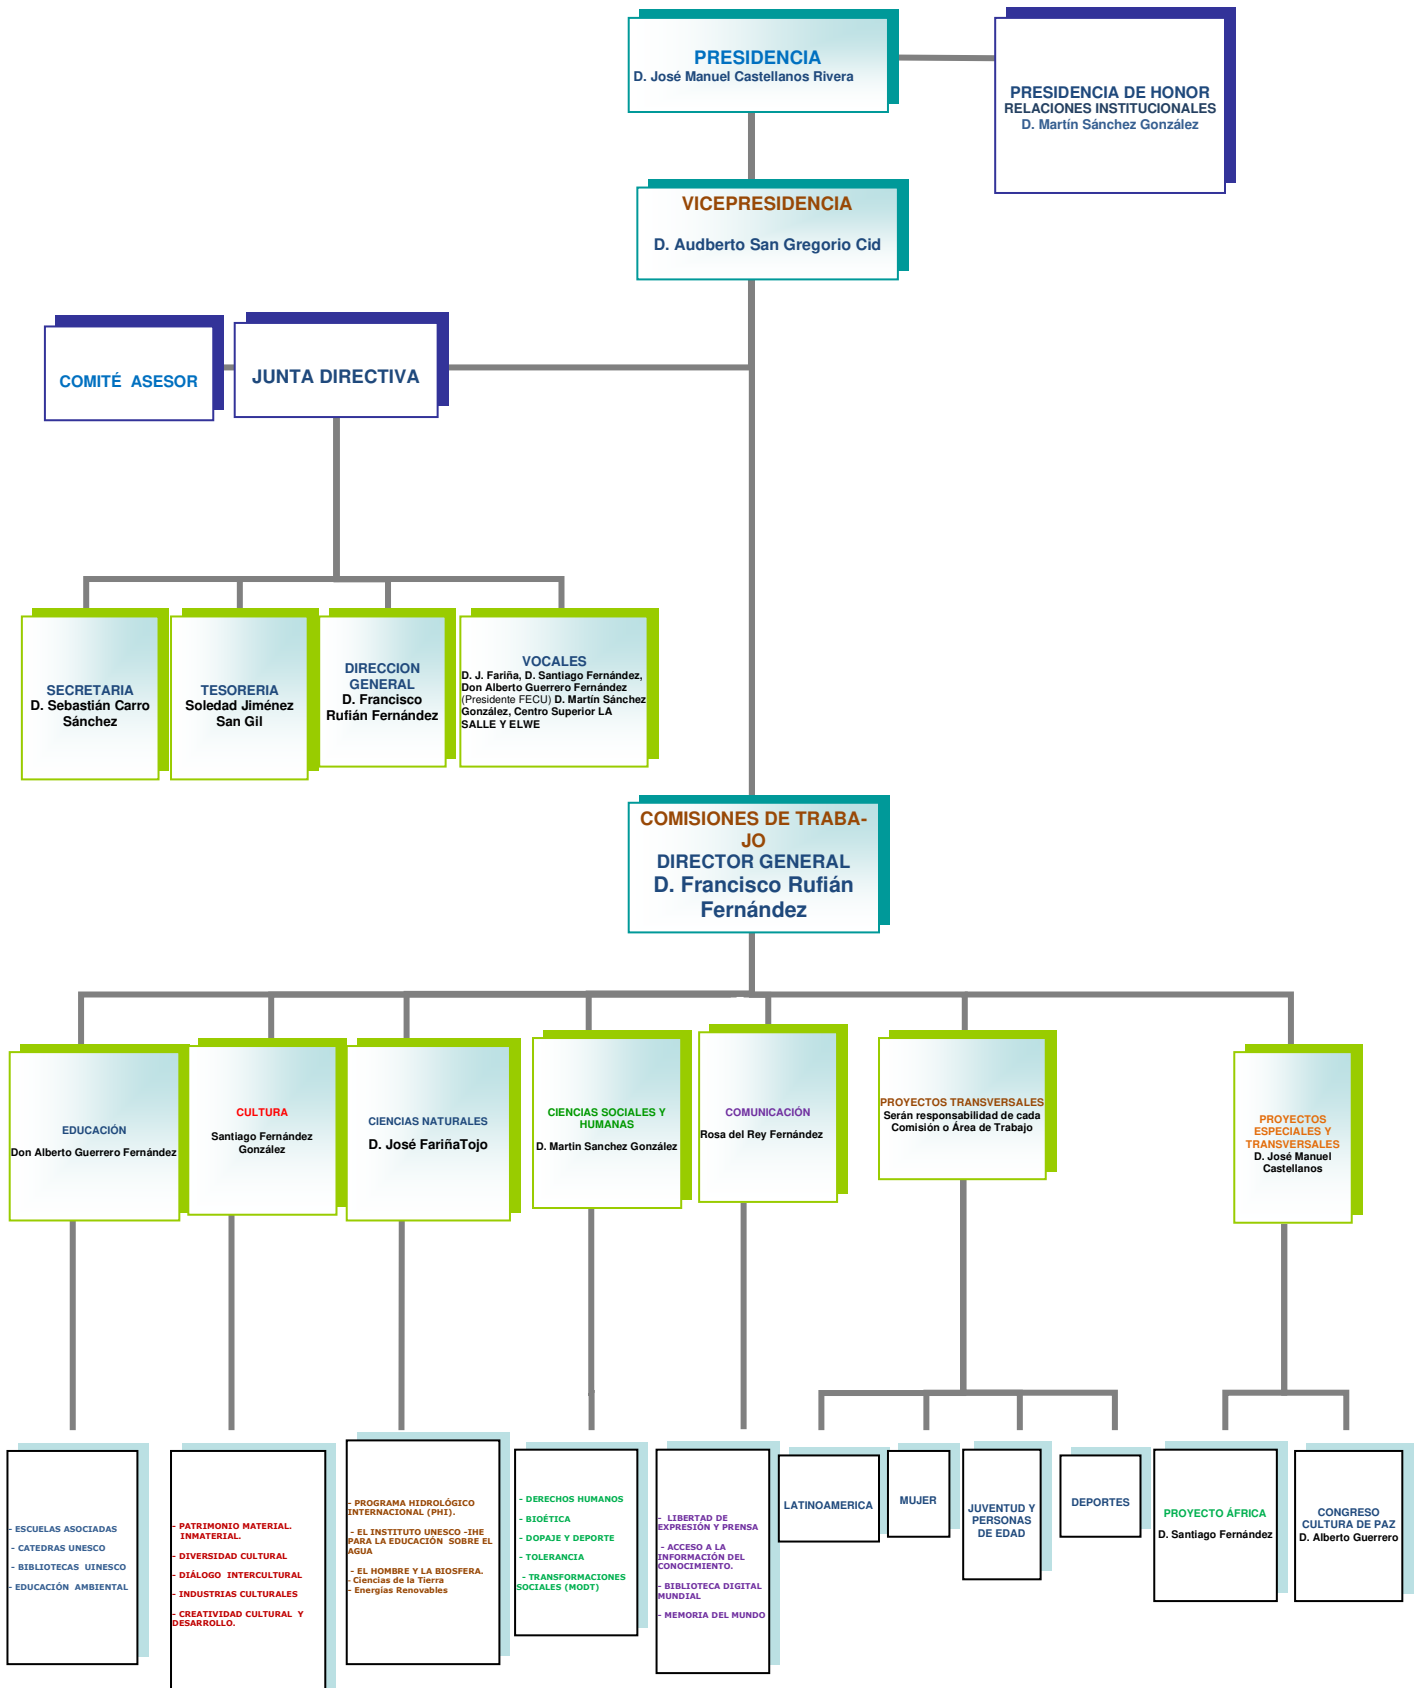 PRESIDENCIA
D. José Manuel Castellanos Rivera
PRESIDENCIA DE HONOR
RELACIONES INSTITUCIONALES
D. Martín Sánchez González
VICEPRESIDENCIA
D. Audberto San Gregorio Cid
COMITÉ ASESOR
JUNTA DIRECTIVA
SECRETARIA
D. Sebastián Carro
Sánchez
TESORERIA
Soledad Jiménez
San Gil
DIRECCION
GENERAL
D. Francisco
Rufián Fernández
VOCALES
D. J. Fariña, D. Santiago Fernández,
Don Alberto Guerrero Fernández
(Presidente FECU) D. Martín Sánchez
González, Centro Superior LA
SALLE Y ELWE
COMISIONES DE TRABA-
JO
DIRECTOR GENERAL
D. Francisco Rufián
Fernández
EDUCACIÓN
Don Alberto Guerrero Fernández
CULTURA
Santiago Fernández
González
CIENCIAS NATURALES
D. José FariñaTojo
CIENCIAS SOCIALES Y
HUMANAS
D. Martin Sanchez González
COMUNICACIÓN
Rosa del Rey Fernández
PROYECTOS TRANSVERSALES
Serán responsabilidad de cada
Comisión o Área de Trabajo
PROYECTOS
ESPECIALES Y
TRANSVERSALES
D. José Manuel
Castellanos
- ESCUELAS ASOCIADAS
- CATEDRAS UNESCO
- BIBLIOTECAS UINESCO
- EDUCACIÓN AMBIENTAL
- PATRIMONIO MATERIAL.
INMATERIAL.
- DIVERSIDAD CULTURAL
- DIÁLOGO INTERCULTURAL
- INDUSTRIAS CULTURALES
- CREATIVIDAD CULTURAL Y
DESARROLLO.
- PROGRAMA HIDROLÓGICO
INTERNACIONAL (PHI).
- EL INSTITUTO UNESCO -IHE
PARA LA EDUCACIÓN SOBRE EL
AGUA
- EL HOMBRE Y LA BIOSFERA.
- Ciencias de la Tierra
- Energías Renovables
- DERECHOS HUMANOS
- BIOÉTICA
- DOPAJE Y DEPORTE
- TOLERANCIA
- TRANSFORMACIONES
SOCIALES (MODT)
- LIBERTAD DE
EXPRESIÓN Y PRENSA
- ACCESO A LA
INFORMACIÓN DEL
CONOCIMIENTO.
- BIBLIOTECA DIGITAL
MUNDIAL
- MEMORIA DEL MUNDO
LATINOAMERICA
MUJER
JUVENTUD Y
PERSONAS
DE EDAD
DEPORTES
PROYECTO ÁFRICA
D. Santiago Fernández
CONGRESO
CULTURA DE PAZ
D. Alberto Guerrero